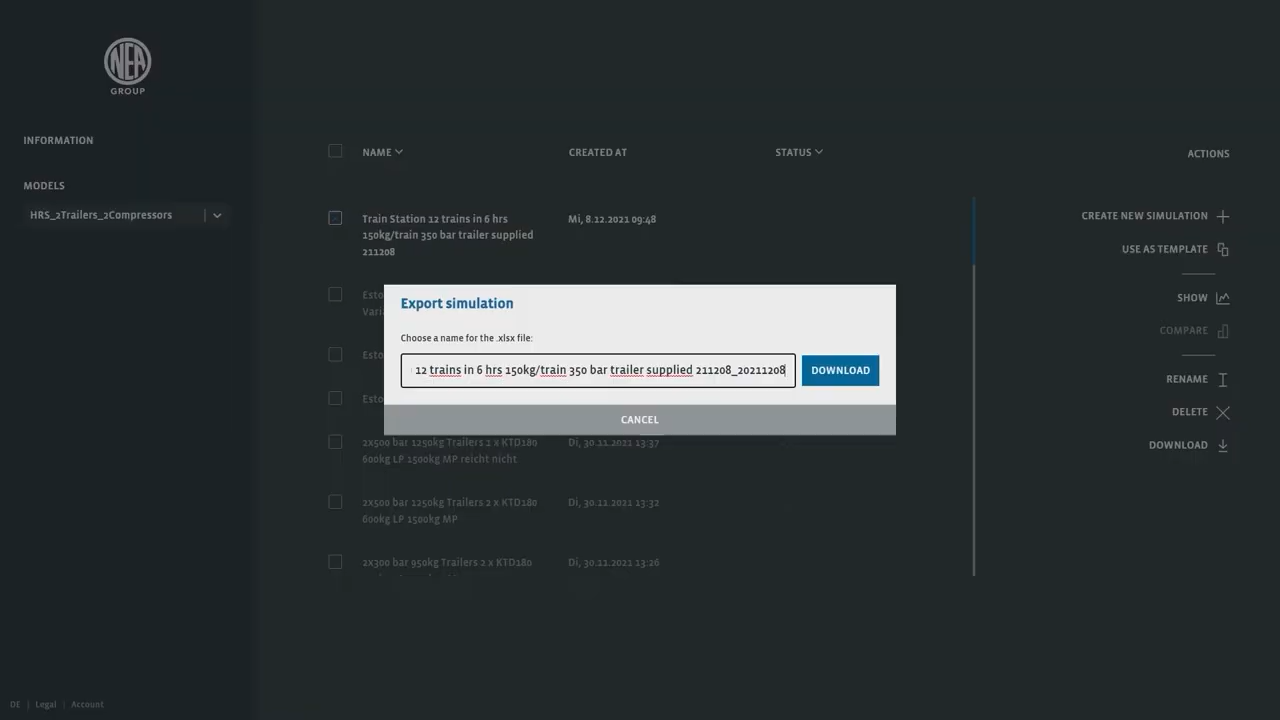 NEA
GROUP
INFORMATION
MODELS
HRS_2Trailers_2Compressors
NAME
CREATED AT
STATUS
ACTIONS
Train Station 12 trains in 6 hrs
150kg/train 350 bar trailer supplied
211208
Mi, 8.12.2021 09:48
CREATE NEW SIMULATION
USE AS TEMPLATE
SHOW
COMPARE
RENAME
DELETE
DOWNLOAD
Esto
Vari
Esto
Esto
Export simulation
Choose a name for the .xlsx file:
12 trains in 6 hrs 150kg/train 350 bar trailer supplied 211208_20211208
DOWNLOAD
CANCEL
2x500 bar 1250kg Trailers 1 x KTD180
600kg LP 1500kg MP reicht nicht
Di, 30.11.2021 13:37
2x500 bar 1250kg Trailers 2 x KTD180
600kg LP 1500kg MP
Di, 30.11.2021 13:32
2x300 bar 950kg Trailers 2 x KTD180
Di, 30.11.2021 13:26
DE | Legal | Account